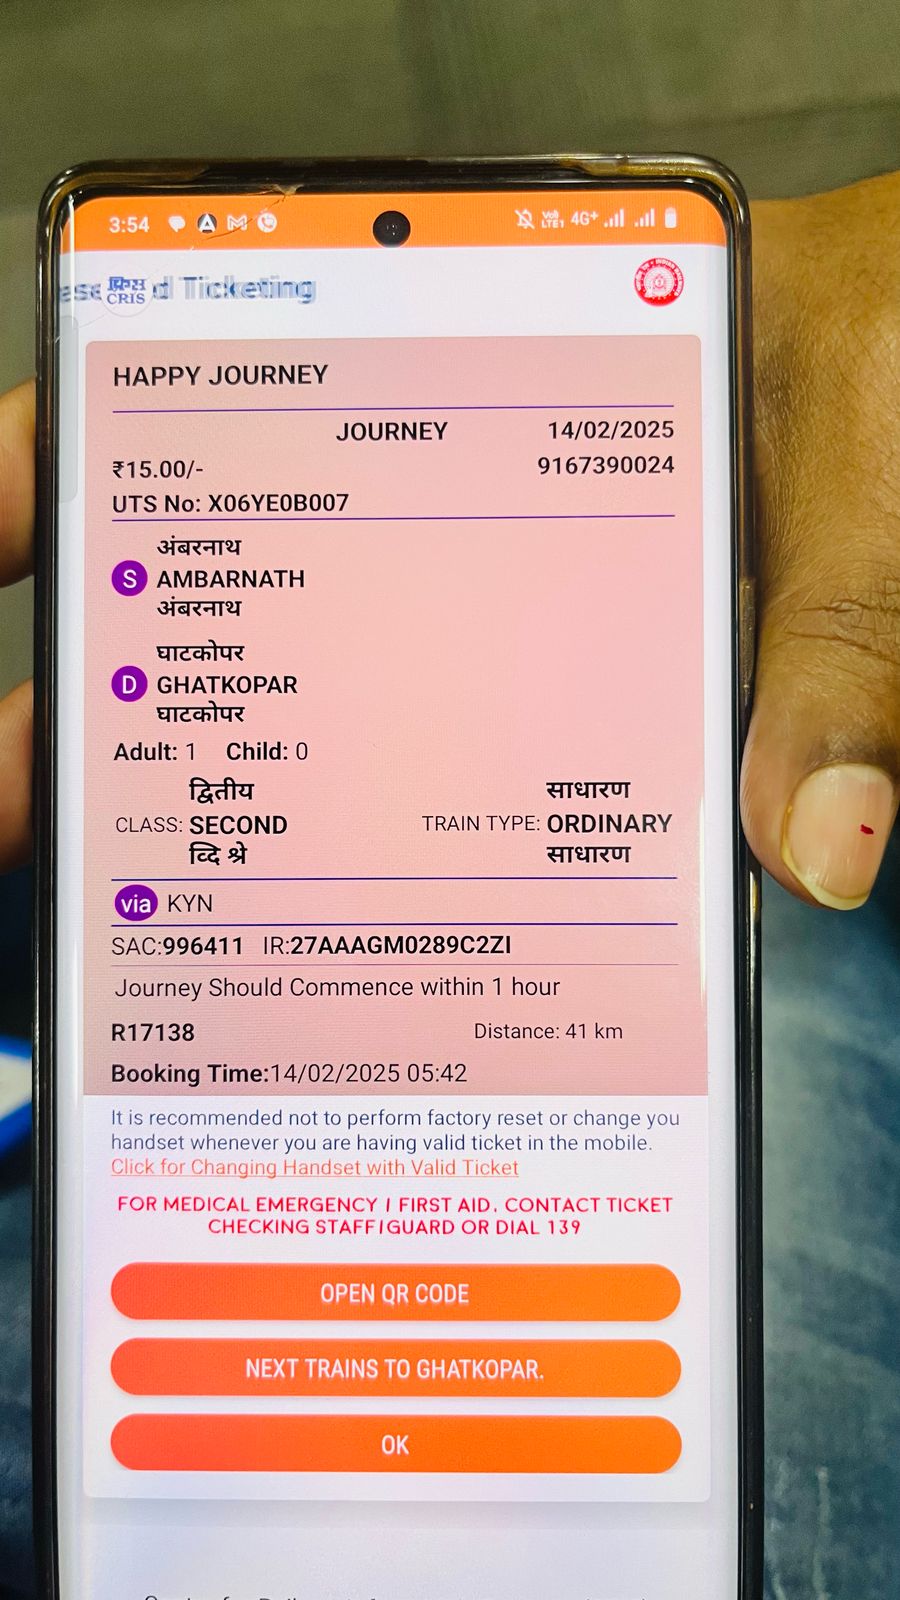 3:54 VoD LTE1 4G+
क्रिस
CRIS
ese d Ticketing
HAPPY JOURNEY
JOURNEY 14/02/2025
₹15.00/- 9167390024
UTS No: X06YE0B007
अंबरनाथ
S AMBARNATH
अंबरनाथ
घाटकोपर
D GHATKOPAR
घाटकोपर
Adult: 1 Child: 0
द्वितीय साधारण
CLASS: SECOND TRAIN TYPE: ORDINARY
व्दि श्रे साधारण
via KYN
SAC:996411 IR:27AAAGM0289C2ZI
Journey Should Commence within 1 hour
R17138 Distance: 41 km
Booking Time:14/02/2025 05:42
It is recommended not to perform factory reset or change you
handset whenever you are having valid ticket in the mobile.
Click for Changing Handset with Valid Ticket
FOR MEDICAL EMERGENCY / FIRST AID. CONTACT TICKET
CHECKING STAFF/GUARD OR DIAL 139
OPEN QR CODE
NEXT TRAINS TO GHATKOPAR.
OK